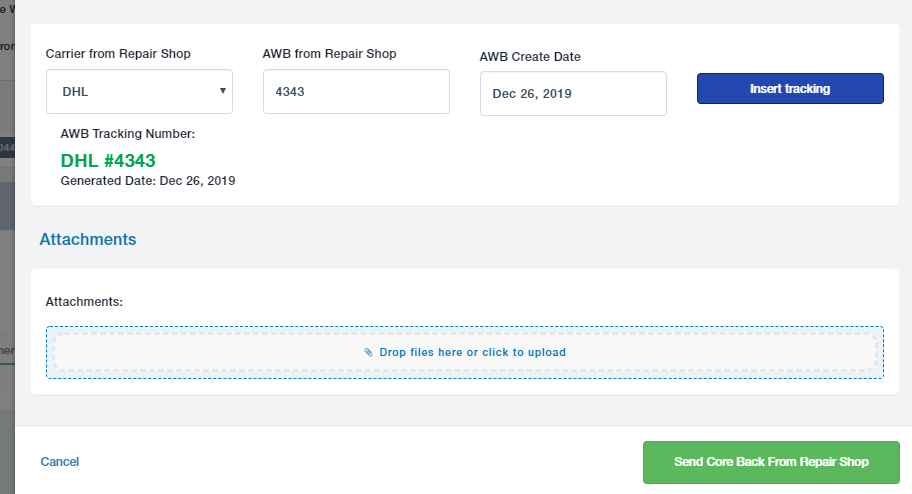 Carrier from Repair Shop
AWB from Repair Shop
AWB Create Date
DHL
4343
Dec 26, 2019
Insert tracking
AWB Tracking Number:
DHL #4343
Generated Date: Dec 26, 2019
Attachments
Attachments:
Drop files here or click to upload
Cancel
Send Core Back From Repair Shop